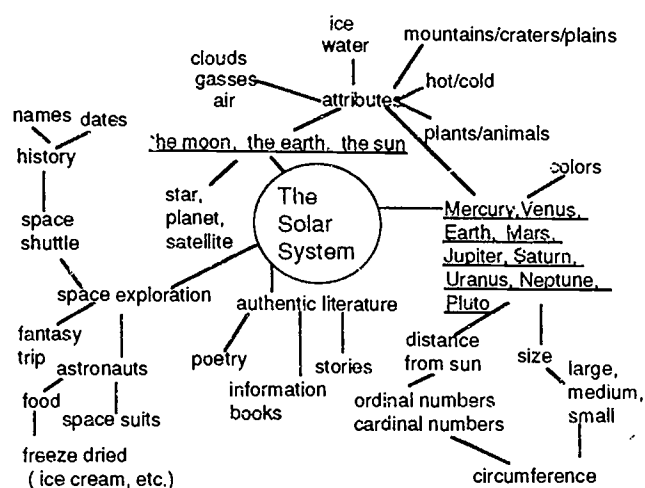 ice
water
mountains/craters/plains
clouds
gasses
air
attributes
hot/cold
plants/animals
names
dates
history
the moon, the earth, the sun
colors
star,
planet,
satellite
The
Solar
System
Mercury,Venus,
Earth, Mars,
Jupiter, Saturn,
Uranus, Neptune,
Pluto
space
shuttle
space exploration
authentic literature
fantasy
trip
astronauts
poetry
stories
information
books
distance
from sun
size
large,
medium,
small
food
space suits
ordinal numbers
cardinal numbers
freeze dried
( ice cream, etc.)
circumference